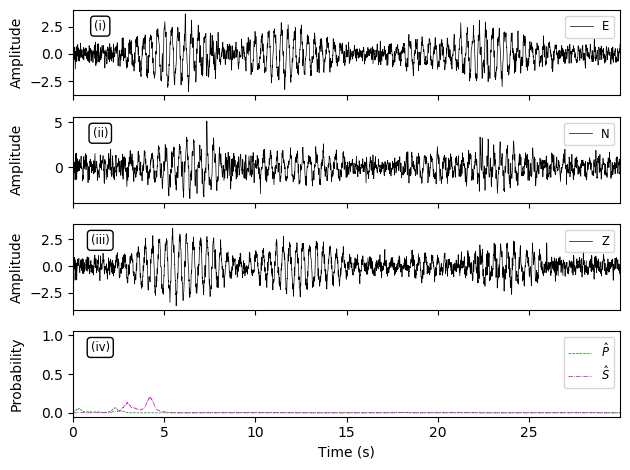 (i)
E
Amplitude
2.5
0.0
−2.5
(ii)
N
Amplitude
5
0
(iii)
Z
Amplitude
2.5
0.0
−2.5
(iv)
P̂
Ŝ
Probability
1.0
0.5
0.0
0 5 10 15 20 25
Time (s)